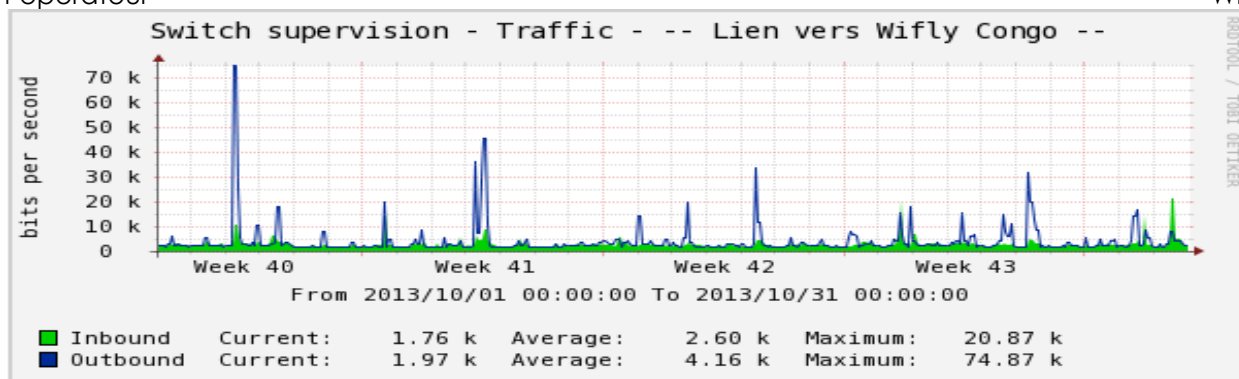 l'opérateur
Switch supervision - Traffic - -- Lien vers Wifly Congo --
RRDTOOL / TOBI OETIKER
bits per second
70 k
60 k
50 k
40 k
30 k
20 k
10 k
0
Week 40 Week 41 Week 42 Week 43
From 2013/10/01 00:00:00 To 2013/10/31 00:00:00
Inbound Current: 1.76 k Average: 2.60 k Maximum: 20.87 k
Outbound Current: 1.97 k Average: 4.16 k Maximum: 74.87 k